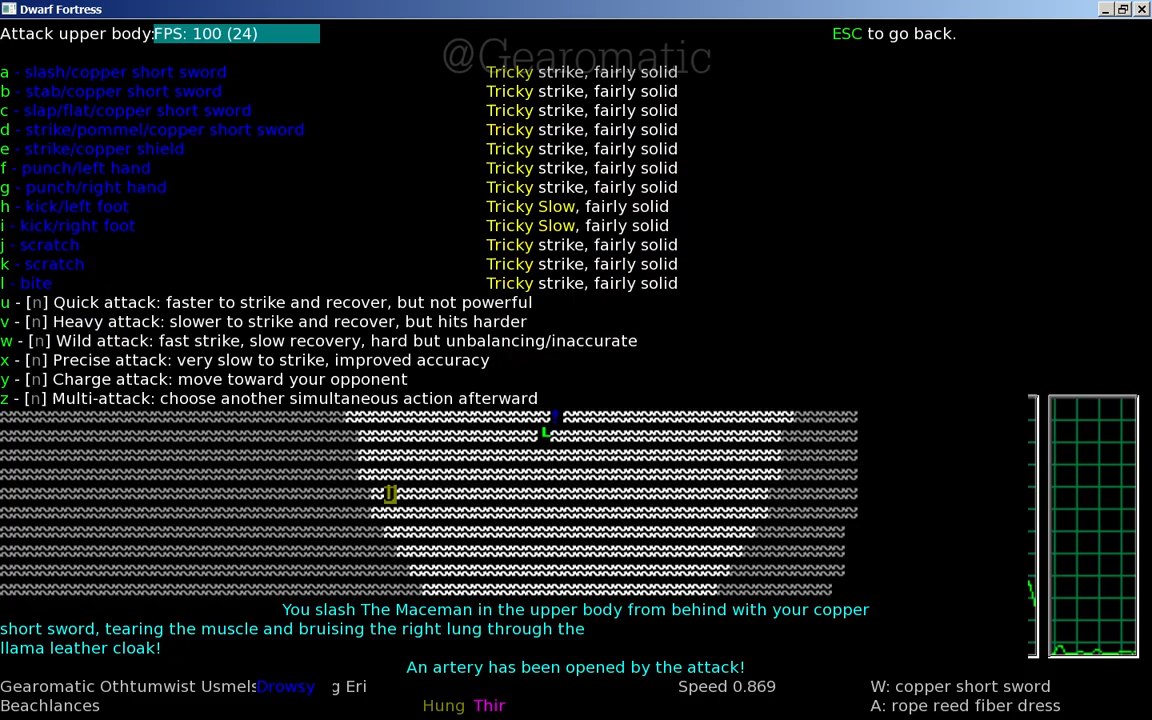 Dwarf Fortress
Attack upper body: FPS: 100 (24) ESC to go back.
@Gearomatic
a - slash/copper short sword Tricky strike, fairly solid
b - stab/copper short sword Tricky strike, fairly solid
c - slap/flat/copper short sword Tricky strike, fairly solid
d - strike/pommel/copper short sword Tricky strike, fairly solid
e - strike/copper shield Tricky strike, fairly solid
f - punch/left hand Tricky strike, fairly solid
g - punch/right hand Tricky strike, fairly solid
h - kick/left foot Tricky Slow, fairly solid
i - kick/right foot Tricky Slow, fairly solid
j - scratch Tricky strike, fairly solid
k - scratch Tricky strike, fairly solid
l - bite Tricky strike, fairly solid
u - [n] Quick attack: faster to strike and recover, but not powerful
v - [n] Heavy attack: slower to strike and recover, but hits harder
w - [n] Wild attack: fast strike, slow recovery, hard but unbalancing/inaccurate
x - [n] Precise attack: very slow to strike, improved accuracy
y - [n] Charge attack: move toward your opponent
z - [n] Multi-attack: choose another simultaneous action afterward
You slash The Maceman in the upper body from behind with your copper
short sword, tearing the muscle and bruising the right lung through the
llama leather cloak!
An artery has been opened by the attack!
Gearomatic Othtumwist Usmels Drowsy g Eri Speed 0.869 W: copper short sword
Beachlances Hung Thir A: rope reed fiber dress